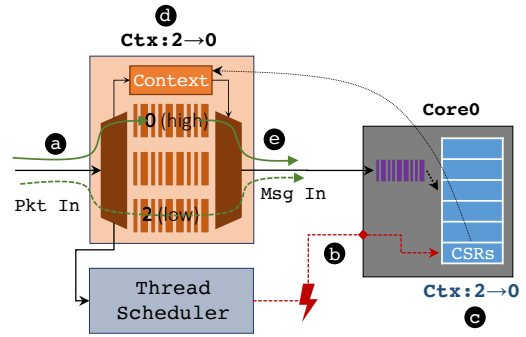 d
Ctx:2→0
Context
Core0
0 (high)
a
e
Pkt In
Msg In
2 (low)
b
CSRs
Thread
Scheduler
Ctx:2→0
c